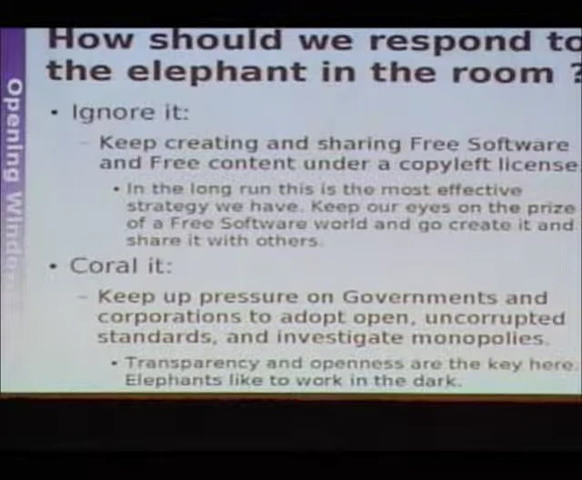 How should we respond to
the elephant in the room ?
• Ignore it:
– Keep creating and sharing Free Software
and Free content under a copyleft license
• In the long run this is the most effective
strategy we have. Keep our eyes on the prize
of a Free Software world and go create it and
share it with others.
• Coral it:
– Keep up pressure on Governments and
corporations to adopt open, uncorrupted
standards, and investigate monopolies.
• Transparency and openness are the key here.
Elephants like to work in the dark.
Opening